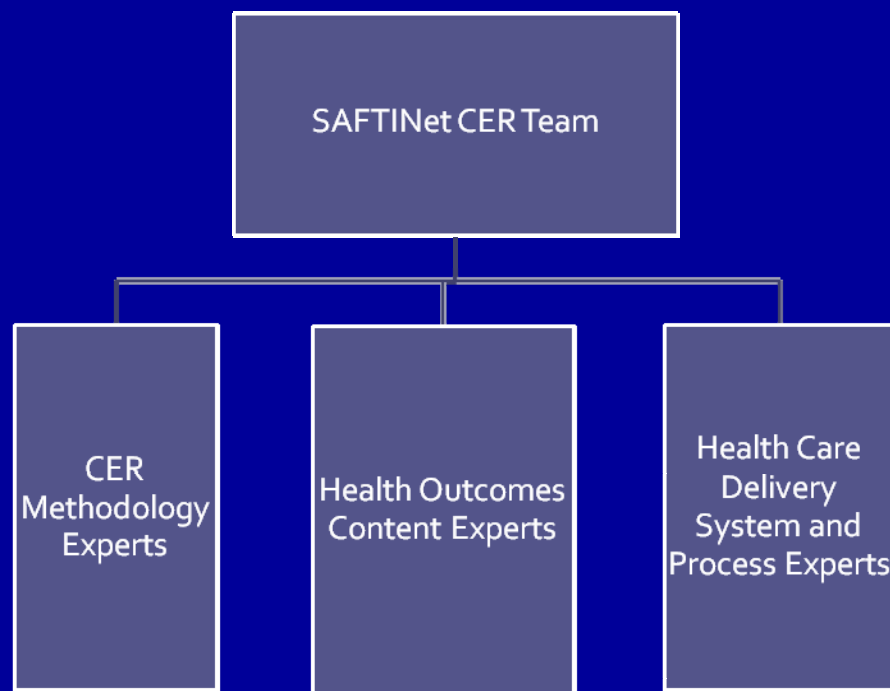 SAFTINet CER Team
CER
Methodology
Experts
Health Outcomes
Content Experts
Health Care
Delivery
System and
Process Experts